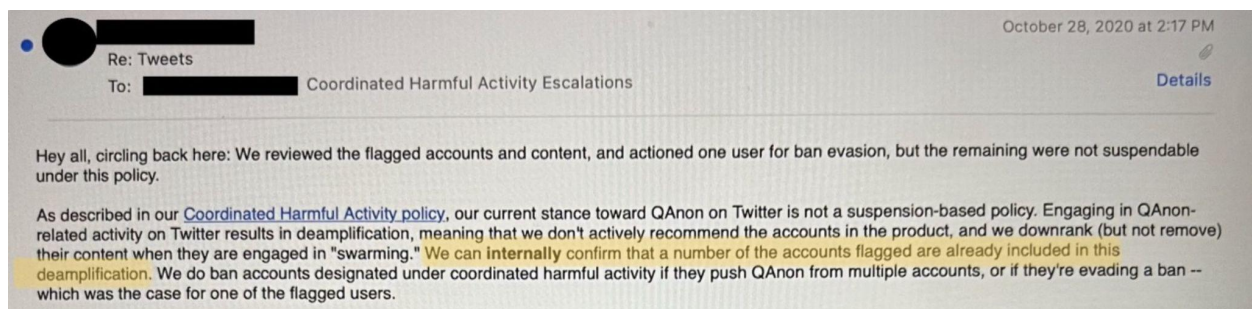 October 28, 2020 at 2:17 PM
Re: Tweets
To: Coordinated Harmful Activity Escalations
Details
Hey all, circling back here: We reviewed the flagged accounts and content, and actioned one user for ban evasion, but the remaining were not suspendable
under this policy.
As described in our Coordinated Harmful Activity policy, our current stance toward QAnon on Twitter is not a suspension-based policy. Engaging in QAnon-
related activity on Twitter results in deamplification, meaning that we don't actively recommend the accounts in the product, and we downrank (but not remove)
their content when they are engaged in "swarming." We can internally confirm that a number of the accounts flagged are already included in this
deamplification. We do ban accounts designated under coordinated harmful activity if they push QAnon from multiple accounts, or if they're evading a ban --
which was the case for one of the flagged users.